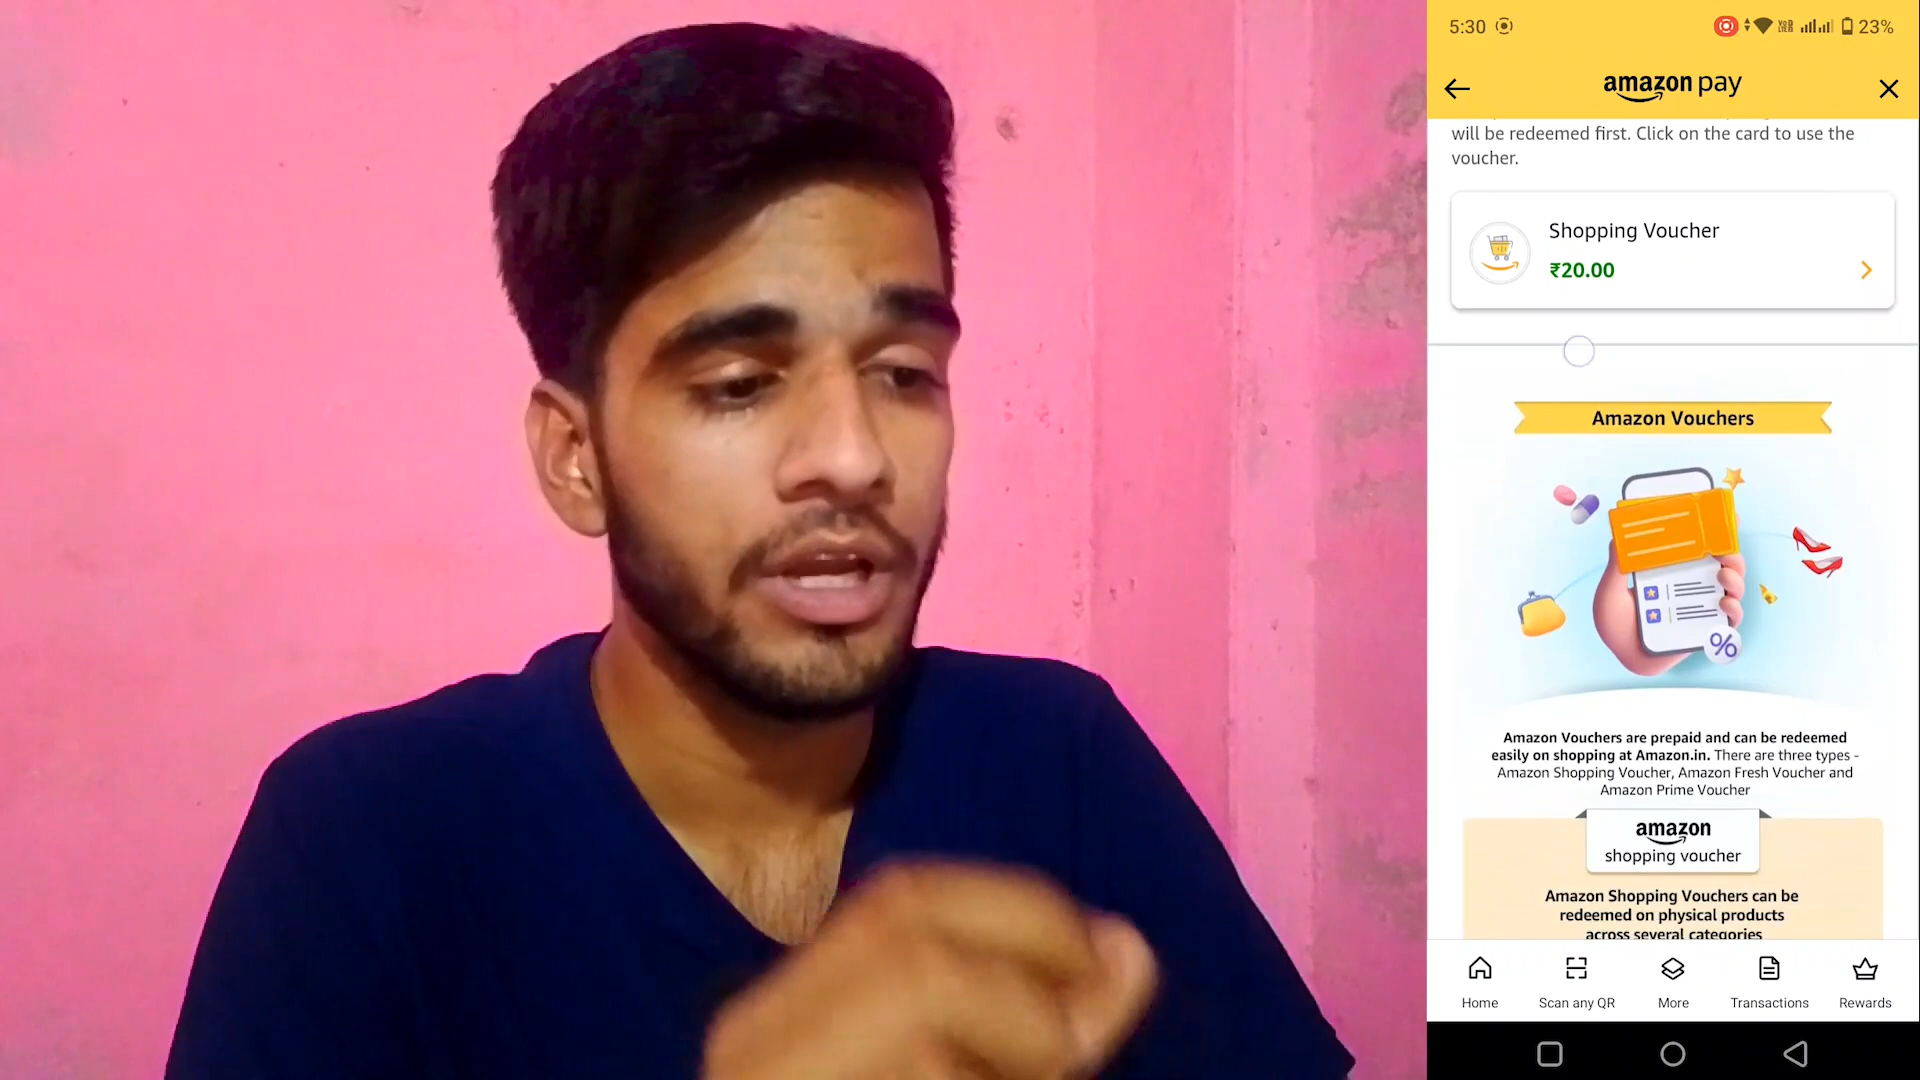 5:30
23%
amazon pay
will be redeemed first. Click on the card to use the
voucher.
Shopping Voucher
₹20.00
Amazon Vouchers
%
Amazon Vouchers are prepaid and can be redeemed
easily on shopping at Amazon.in. There are three types -
Amazon Shopping Voucher, Amazon Fresh Voucher and
Amazon Prime Voucher
amazon
shopping voucher
Amazon Shopping Vouchers can be
redeemed on physical products
across several categories
Home
Scan any QR
More
Transactions
Rewards